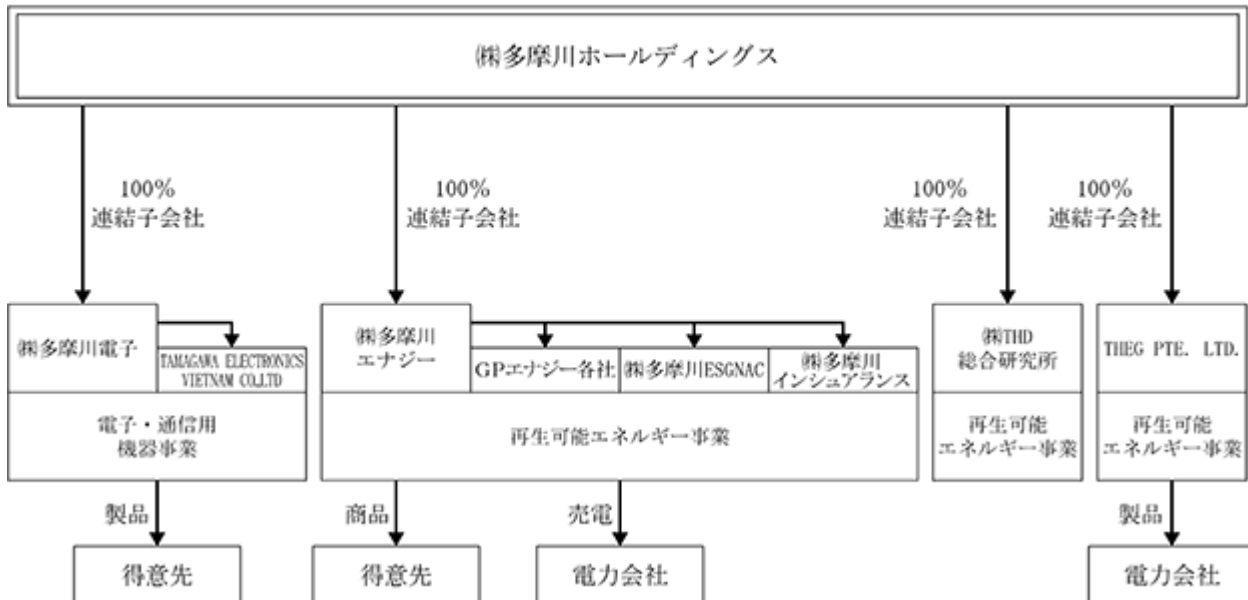 ㈱多摩川ホールディングス
100%
連結子会社
100%
連結子会社
100%
連結子会社
100%
連結子会社
㈱多摩川電子
TAMAGAWA ELECTRONICS
VIETNAM CO.,LTD
電子・通信用
機器事業
㈱多摩川
エナジー
GPエナジー各社
㈱多摩川ESGNAC
㈱多摩川
インシュアランス
再生可能エネルギー事業
㈱THD
総合研究所
再生可能
エネルギー事業
THEG PTE. LTD.
再生可能
エネルギー事業
製品
商品
売電
製品
得意先
得意先
電力会社
電力会社